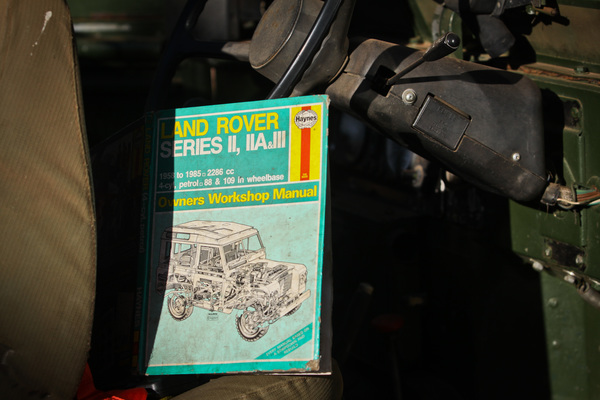 LAND ROVER
SERIES II, IIA & III
Haynes
1958 to 1985 □ 2286 cc
4-cyl, petrol □ 88 & 109 in wheelbase
Owners Workshop Manual